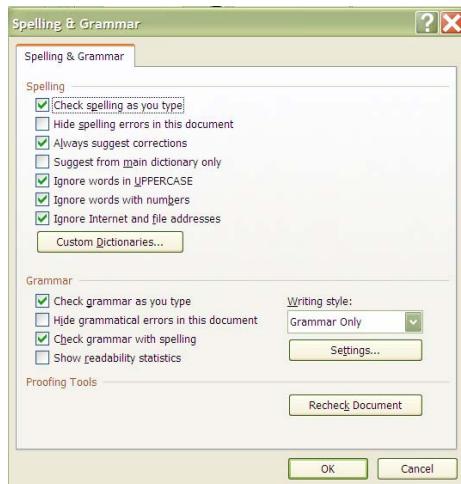 Spelling & Grammar
Spelling & Grammar
Spelling
Check spelling as you type
Hide spelling errors in this document
Always suggest corrections
Suggest from main dictionary only
Ignore words in UPPERCASE
Ignore words with numbers
Ignore Internet and file addresses
Custom Dictionaries...
Grammar
Check grammar as you type
Writing style:
Hide grammatical errors in this document
Grammar Only
Check grammar with spelling
Settings...
Show readability statistics
Proofing Tools
Recheck Document
OK Cancel